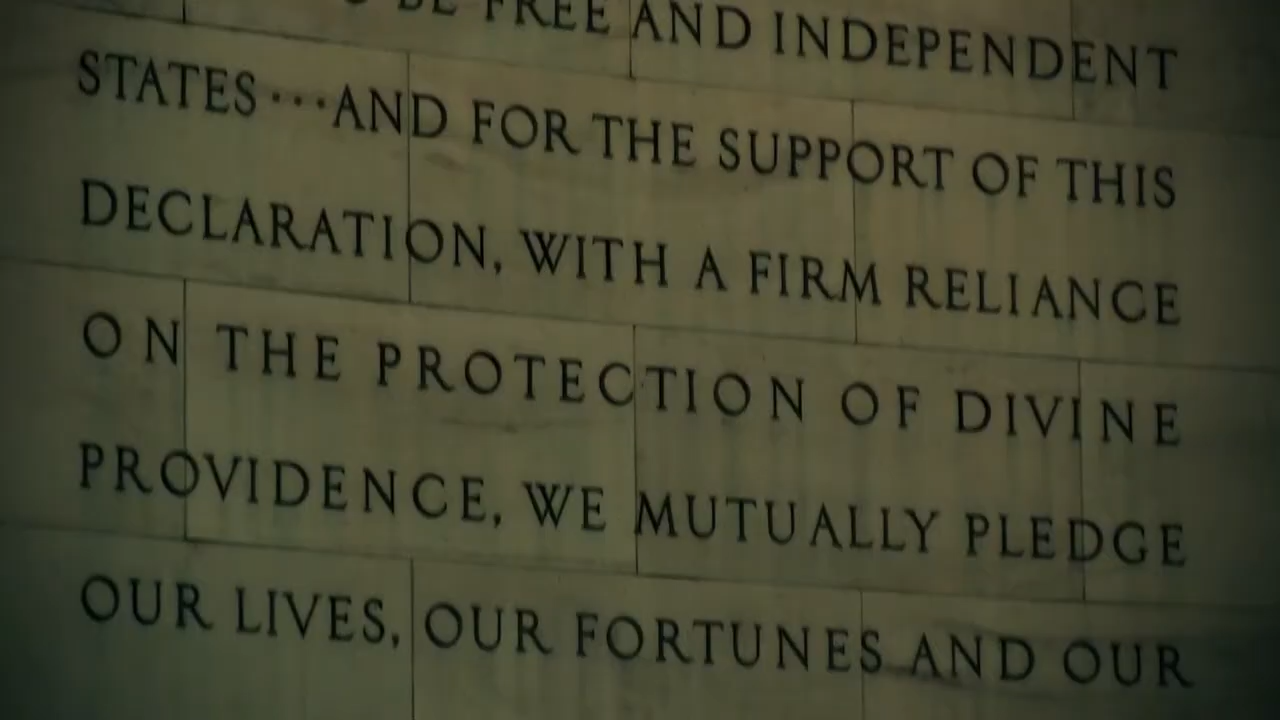 BE FREE AND INDEPENDENT
STATES···AND FOR THE SUPPORT OF THIS
DECLARATION, WITH A FIRM RELIANCE
ON THE PROTECTION OF DIVINE
PROVIDENCE, WE MUTUALLY PLEDGE
OUR LIVES, OUR FORTUNES AND OUR